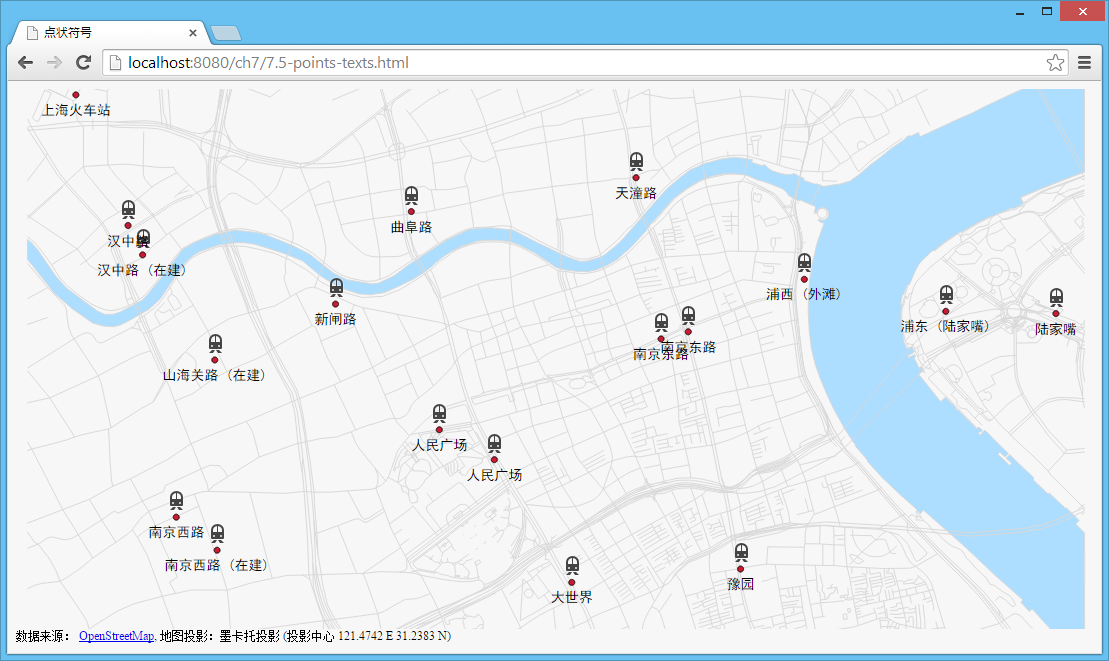 点状符号
localhost:8080/ch7/7.5-points-texts.html
上海火车站
天潼路
曲阜路
汉中路
汉中路（在建）
浦西（外滩）
新闸路
浦东（陆家嘴）
陆家嘴
南京东路
南京东路
山海关路（在建）
人民广场
人民广场
南京西路
南京西路（在建）
豫园
大世界
数据来源： OpenStreetMap, 地图投影：墨卡托投影 (投影中心 121.4742 E 31.2383 N)